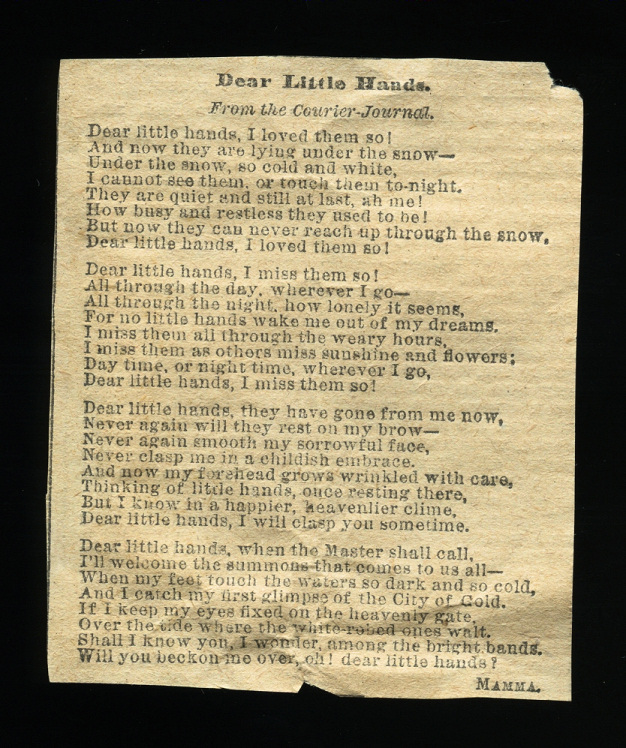 Dear Little Hands.
From the Courier-Journal.
Dear little hands, I loved them so!
And now they are lying under the snow—
Under the snow, so cold and white,
I cannot see them, or touch them to-night.
They are quiet and still at last, ah me!
How busy and restless they used to be!
But now they can never reach up through the snow,
Dear little hands, I loved them so!
Dear little hands, I miss them so!
All through the day, wherever I go—
All through the night, how lonely it seems,
For no little hands wake me out of my dreams.
I miss them all through the weary hours,
I miss them as others miss sunshine and flowers;
Day time, or night time, wherever I go,
Dear little hands, I miss them so!
Dear little hands, they have gone from me now,
Never again will they rest on my brow—
Never again smooth my sorrowful face,
Never clasp me in a childish embrace.
And now my forehead grows wrinkled with care,
Thinking of little hands, once resting there,
But I know in a happier, heavenlier clime,
Dear little hands, I will clasp you sometime.
Dear little hands, when the Master shall call,
I'll welcome the summons that comes to us all—
When my feet touch the waters so dark and so cold,
And I catch my first glimpse of the City of Gold.
If I keep my eyes fixed on the heavenly gate,
Over the tide where the white-robed ones wait.
Shall I know you, I wonder, among the bright bands.
Will you beckon me over, oh! dear little hands?
MAMMA.